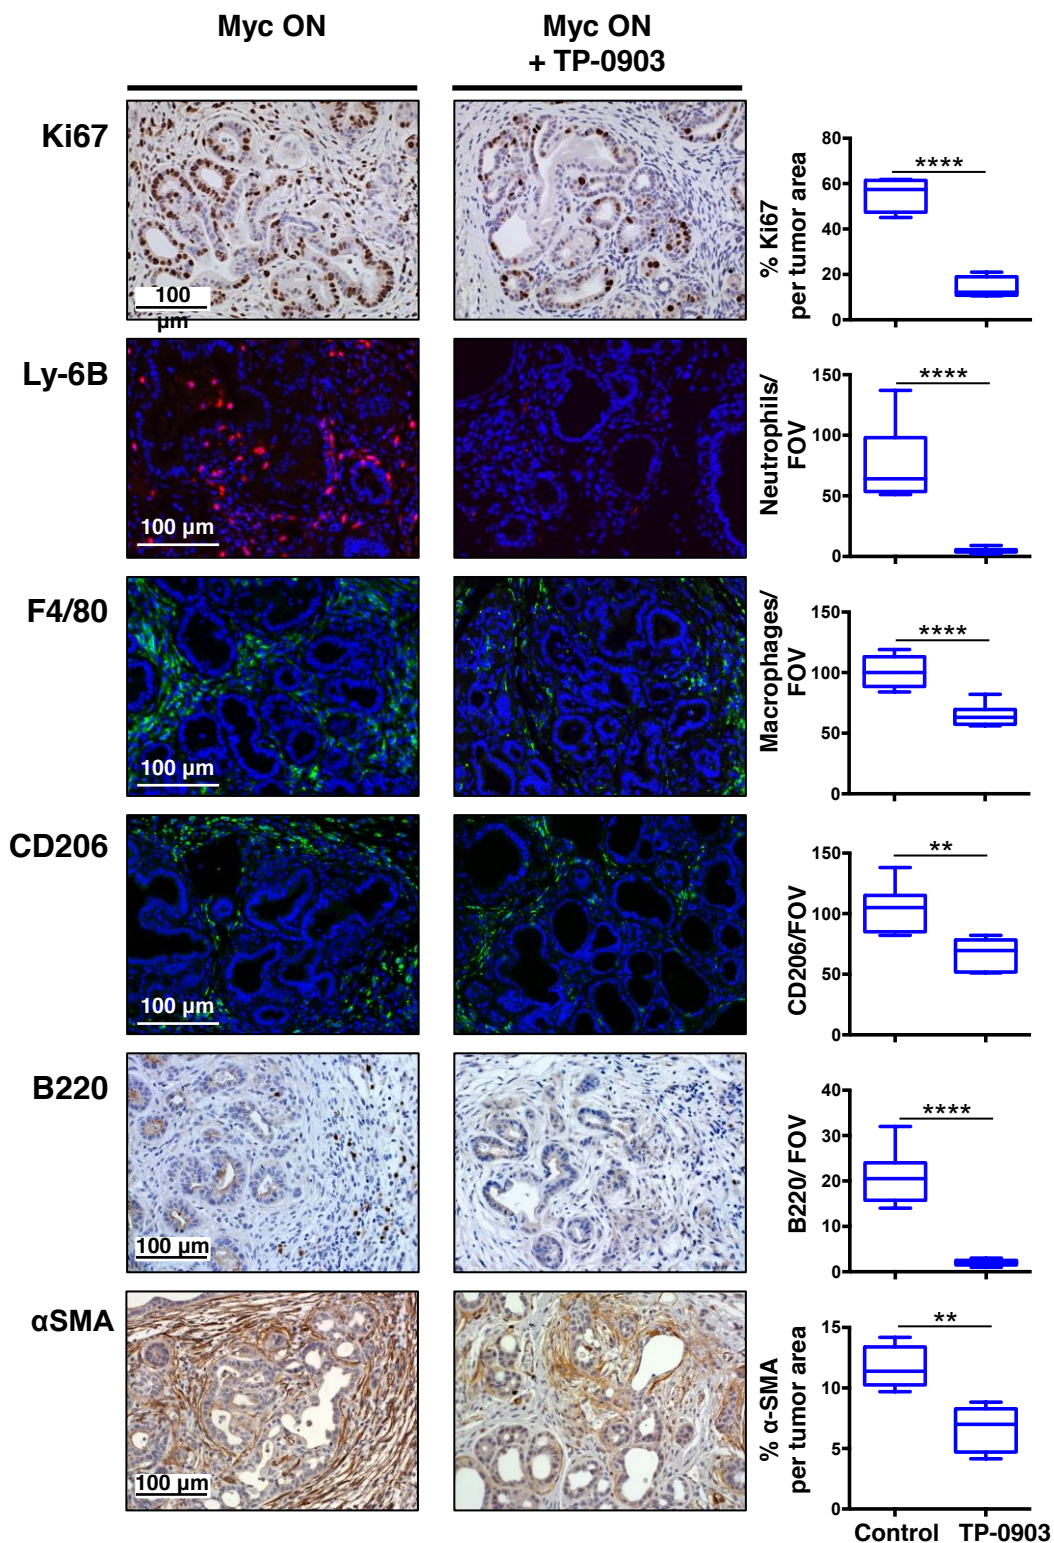 Myc ON
Myc ON
+ TP-0903
Ki67
100
µm
% Ki67
per tumor area
80
60
40
20
0
****
Ly-6B
100 µm
Neutrophils/
FOV
150
100
50
0
****
F4/80
100 µm
Macrophages/
FOV
150
100
50
0
****
CD206
100 µm
CD206/FOV
150
100
50
0
**
B220
100 µm
B220/ FOV
40
30
20
10
0
****
αSMA
100 µm
% α-SMA
per tumor area
15
10
5
0
**
Control TP-0903